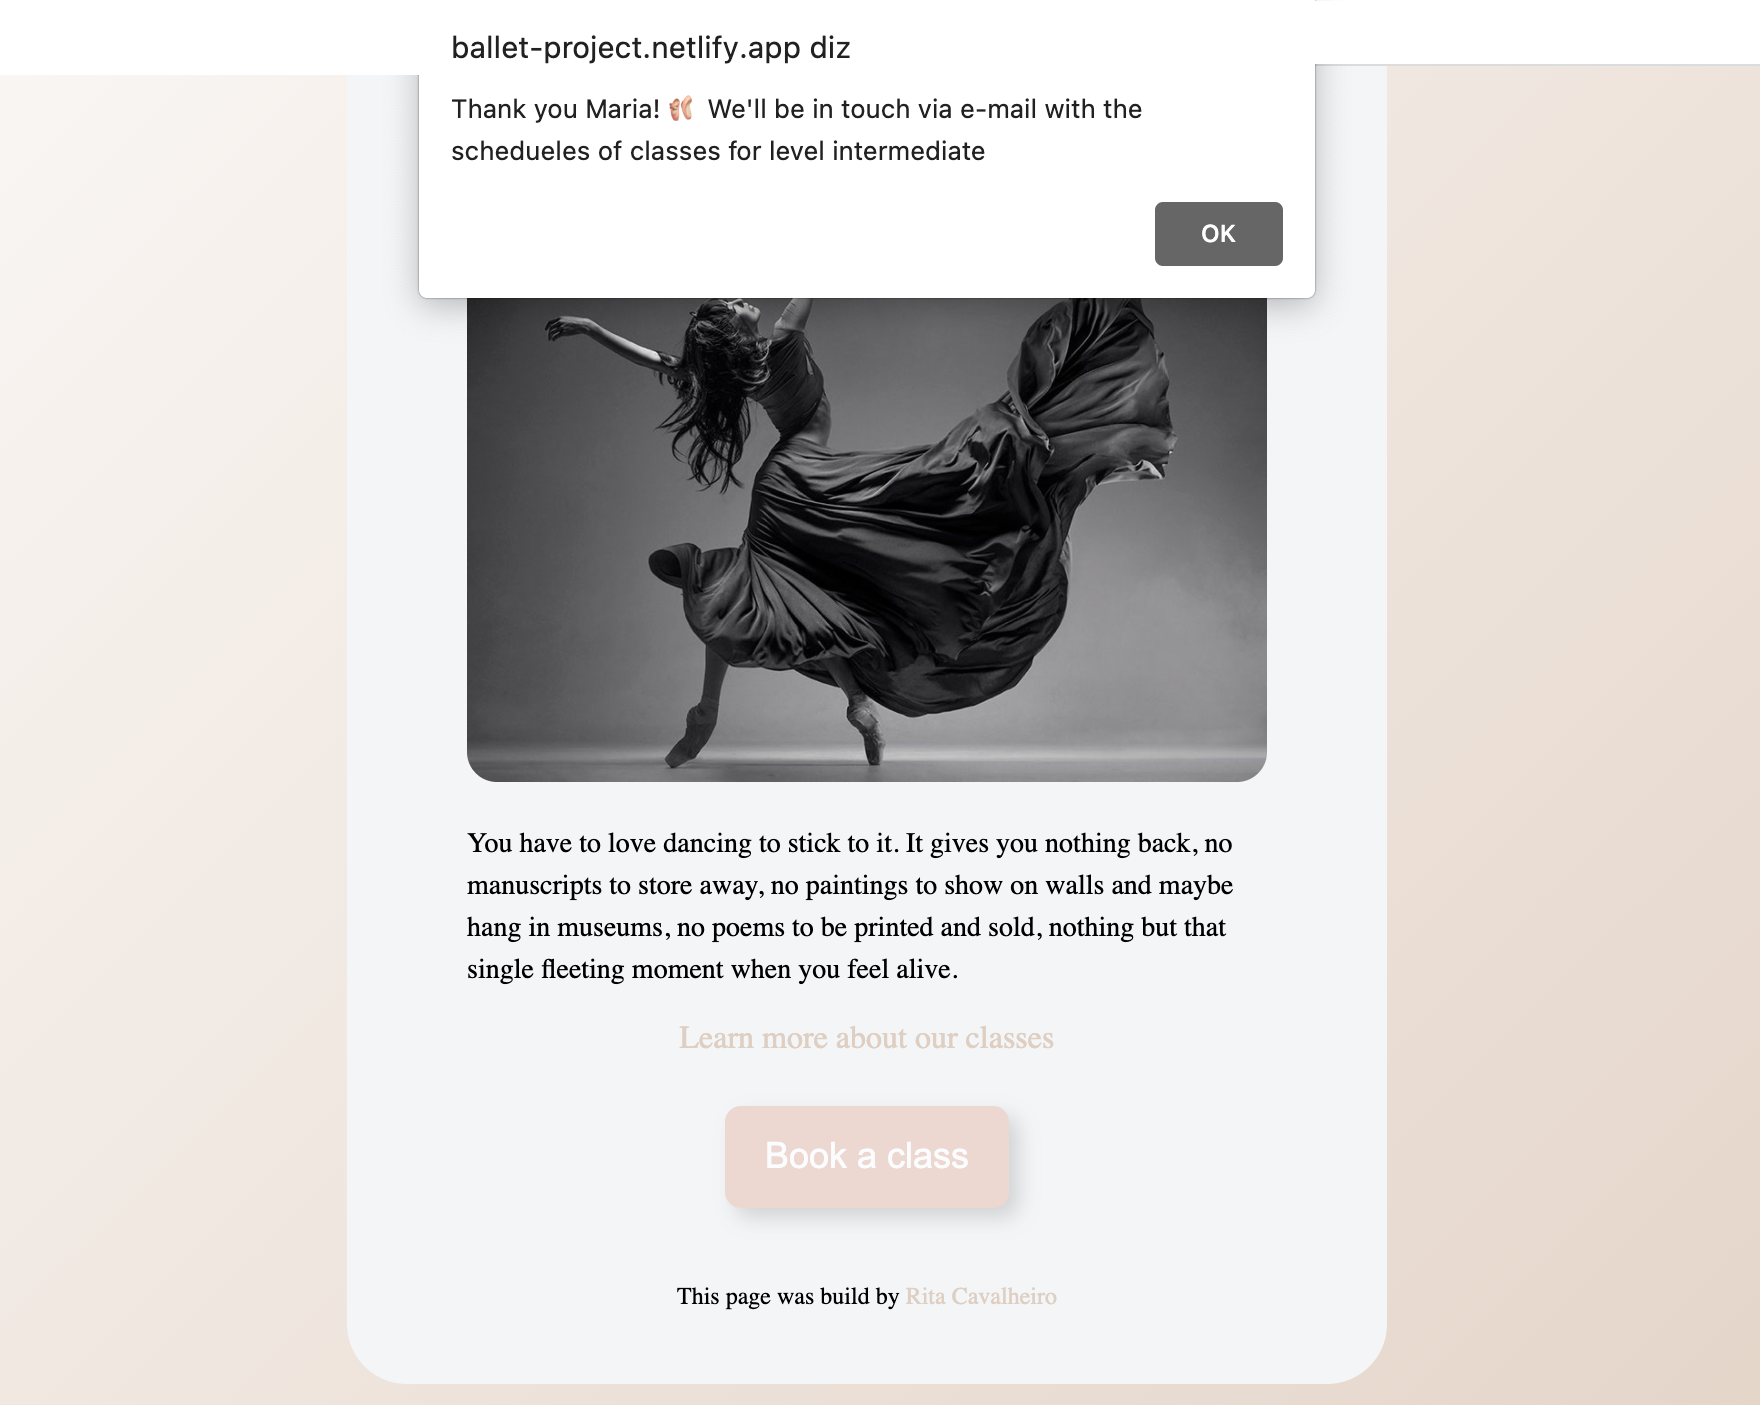 ballet-project.netlify.app diz
Thank you Maria! 🩰 We'll be in touch via e-mail with the
schedueles of classes for level intermediate
OK
You have to love dancing to stick to it. It gives you nothing back, no
manuscripts to store away, no paintings to show on walls and maybe
hang in museums, no poems to be printed and sold, nothing but that
single fleeting moment when you feel alive.
Learn more about our classes
Book a class
This page was build by Rita Cavalheiro